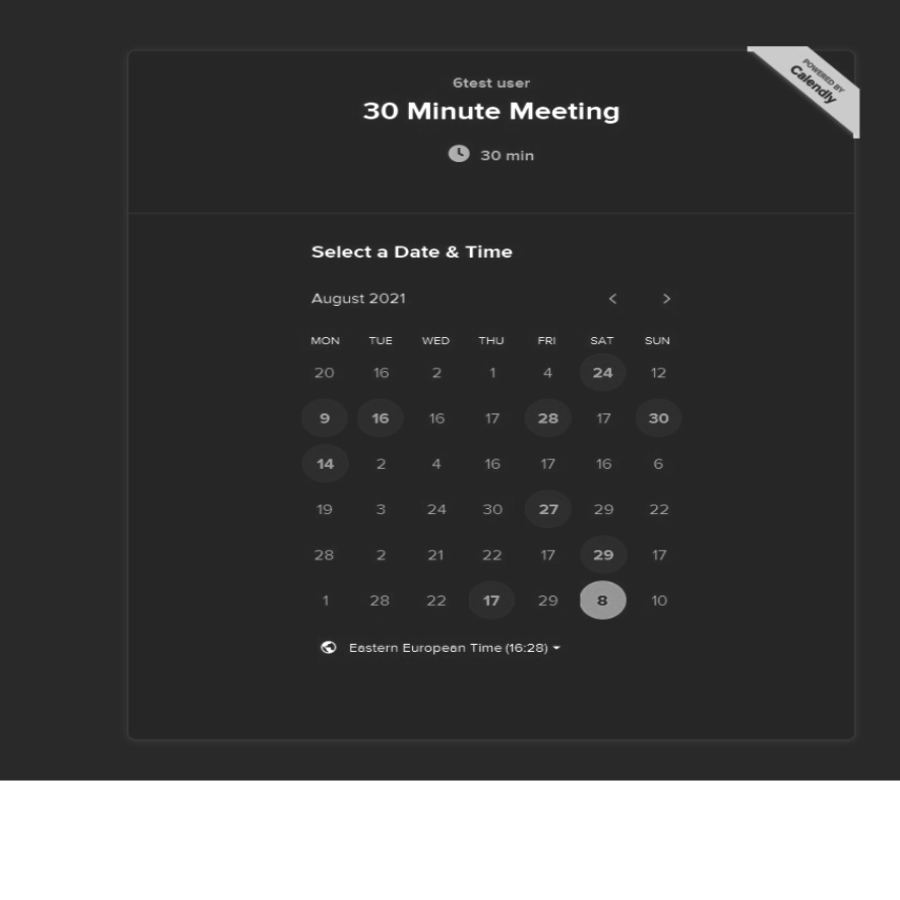 POWERED BY
Calendly
6test user
30 Minute Meeting
30 min
Select a Date & Time
August 2021
MON TUE WED THU FRI SAT SUN
20 16 2 1 4 24 12
9 16 16 17 28 17 30
14 2 4 16 17 16 6
19 3 24 30 27 29 22
28 2 21 22 17 29 17
1 28 22 17 29 8 10
Eastern European Time (16:28)